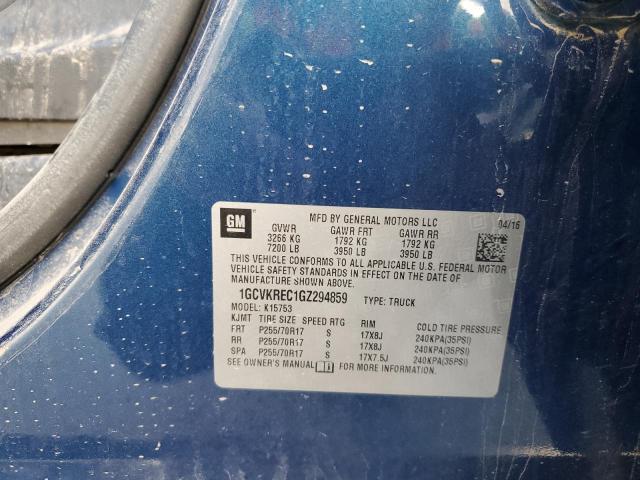 GM
MFD BY GENERAL MOTORS LLC 04/16
GVWR GAWR FRT GAWR RR
3266 KG 1792 KG 1792 KG
7200 LB 3950 LB 3950 LB
THIS VEHICLE CONFORMS TO ALL APPLICABLE U.S. FEDERAL MOTOR
VEHICLE SAFETY STANDARDS IN EFFECT ON THE DATE OF
MANUFACTURE SHOWN ABOVE.
1GCVKREC1GZ294859 TYPE: TRUCK
MODEL: K15753
KJMT TIRE SIZE SPEED RTG RIM COLD TIRE PRESSURE
FRT P255/70R17 S 17X8J 240KPA(35PSI)
RR P255/70R17 S 17X8J 240KPA(35PSI)
SPA P255/70R17 S 17X7.5J 240KPA(35PSI)
SEE OWNER'S MANUAL FOR MORE INFORMATION.